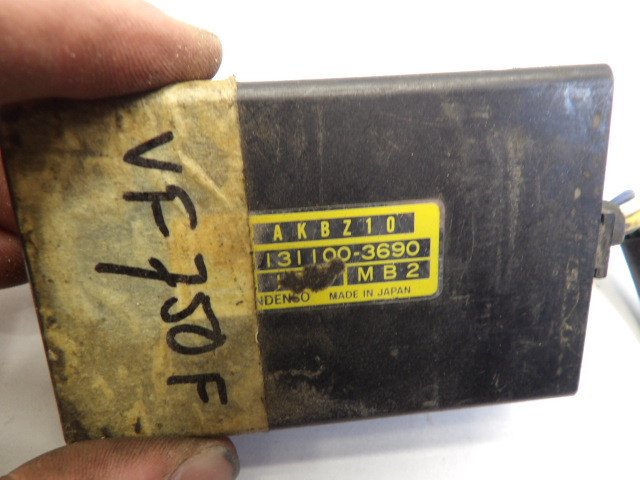 VF750F
AKBZ10
131100-3690
MB2
NDENSO MADE IN JAPAN